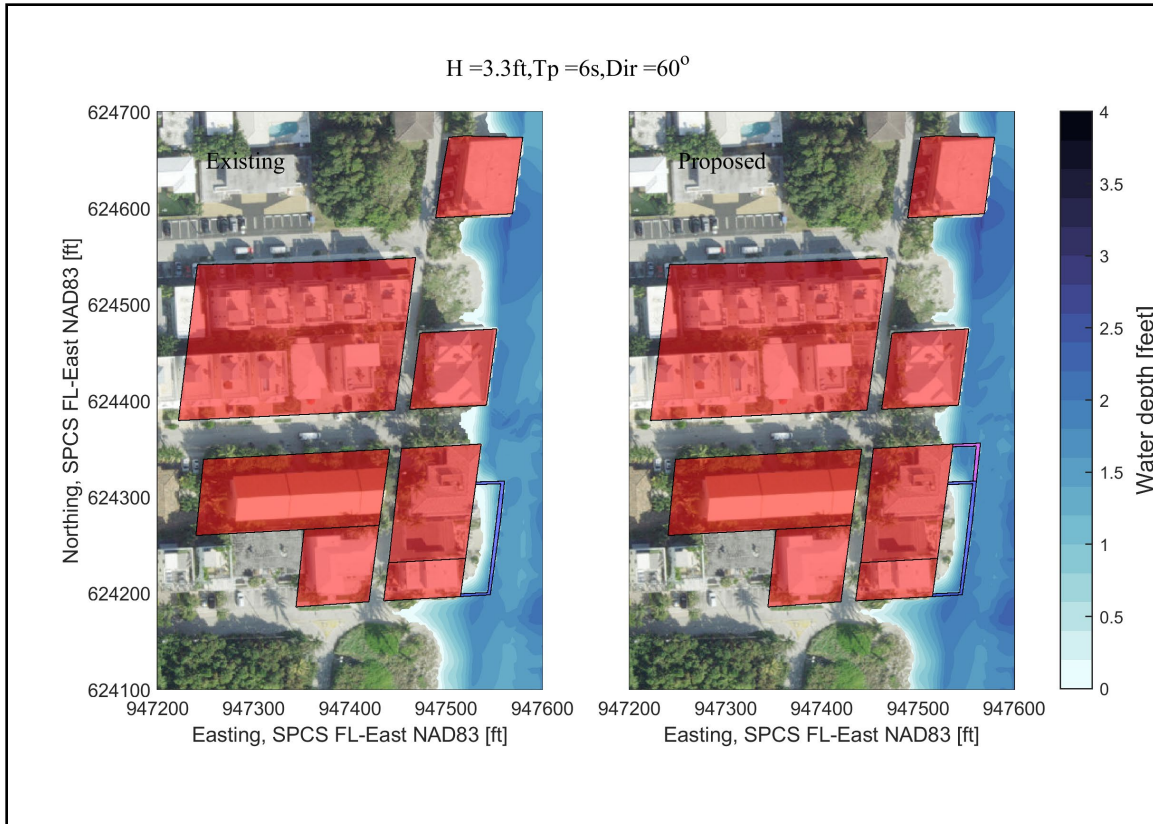 H =3.3ft,Tp =6s,Dir =60°
Existing
Proposed
624700
624600
624500
624400
624300
624200
624100
Northing, SPCS FL-East NAD83 [ft]
947200 947300 947400 947500 947600
947200 947300 947400 947500 947600
Easting, SPCS FL-East NAD83 [ft]
Easting, SPCS FL-East NAD83 [ft]
4
3.5
3
2.5
2
1.5
1
0.5
0
Water depth [feet]